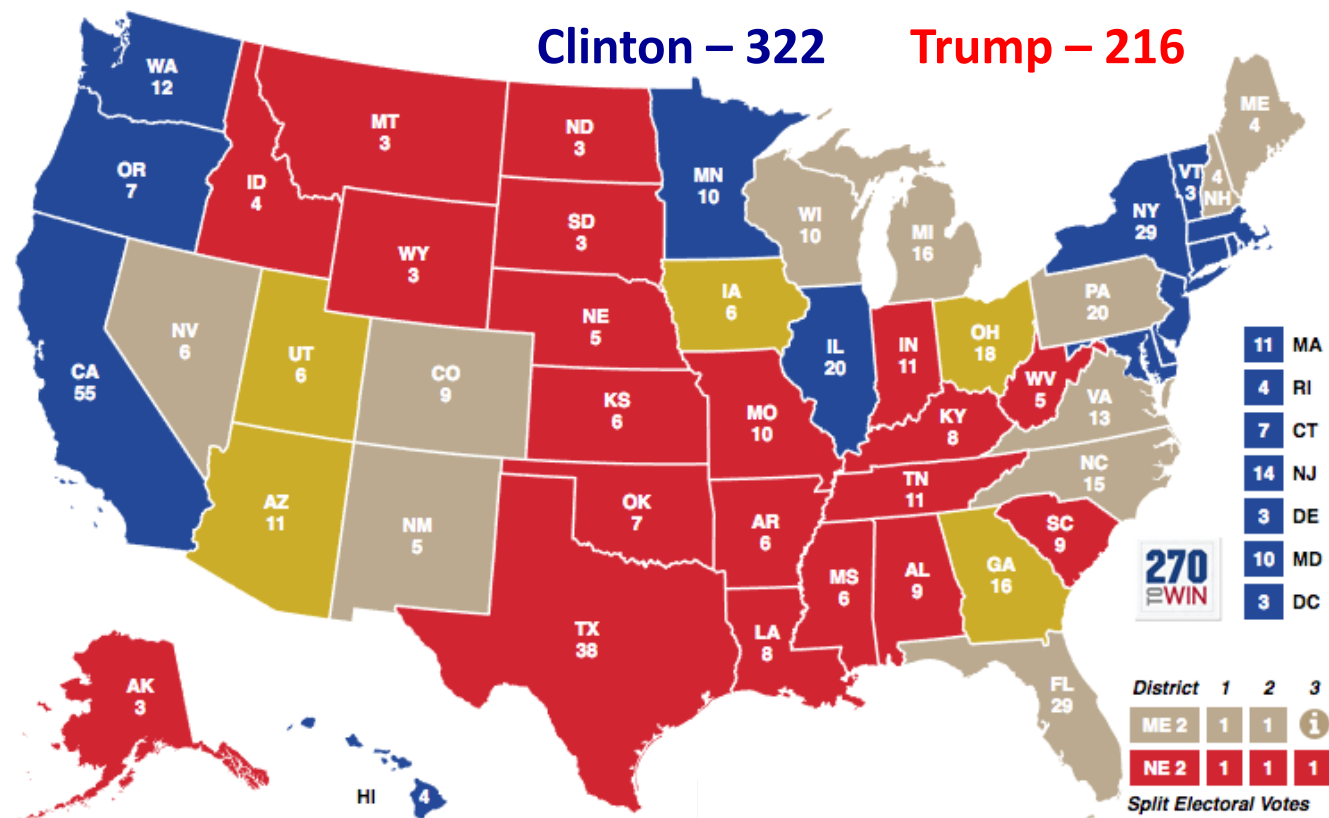 Clinton – 322
Trump – 216
WA
12
OR
7
CA
55
NV
6
ID
4
MT
3
WY
3
UT
6
AZ
11
CO
9
NM
5
ND
3
SD
3
NE
5
KS
6
OK
7
TX
38
MN
10
IA
6
MO
10
AR
6
LA
8
WI
10
IL
20
MI
16
IN
11
OH
18
KY
8
TN
11
MS
6
AL
9
GA
16
FL
29
SC
9
NC
15
VA
13
WV
5
PA
20
NY
29
VT
3
4
NH
ME
4
AK
3
HI
4
11 MA
4 RI
7 CT
14 NJ
3 DE
10 MD
3 DC
270
TO WIN
District 1 2 3
ME 2 1 1 i
NE 2 1 1 1
Split Electoral Votes